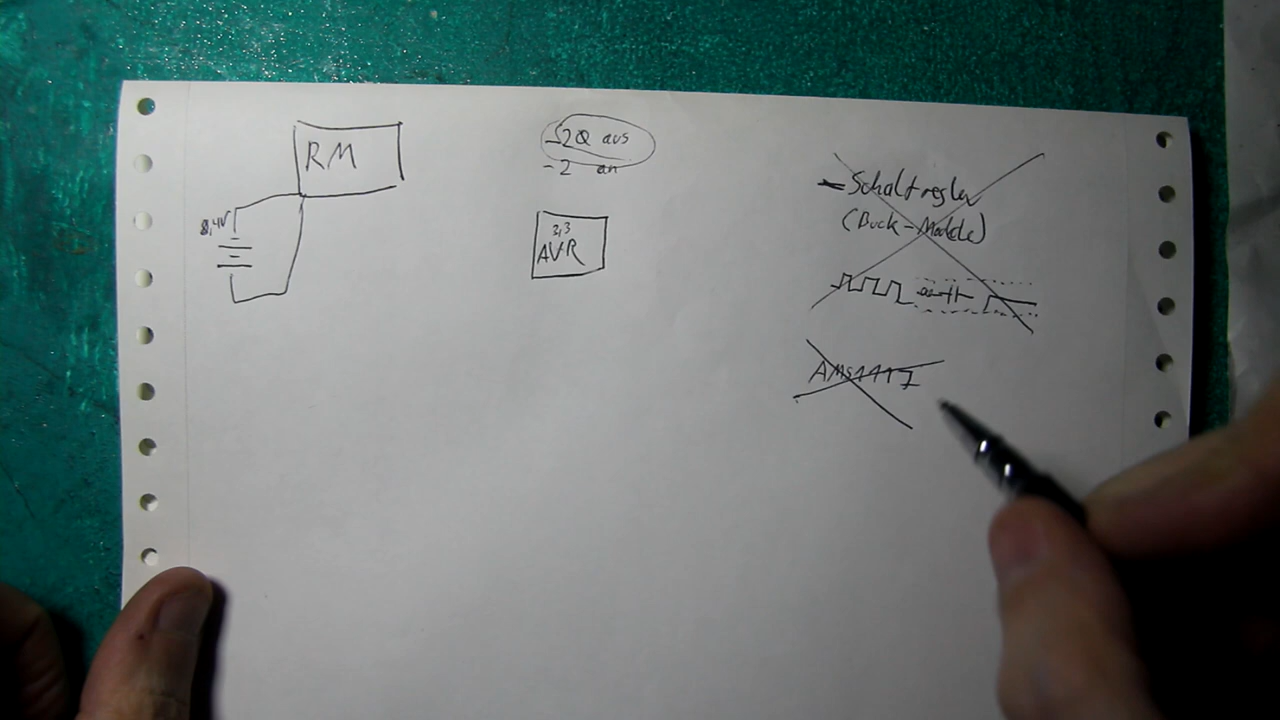 RM
8,4V
-2Q aus
-2 an
3,3
AVR
- Schaltregler
(Buck-Module)
AMS1117